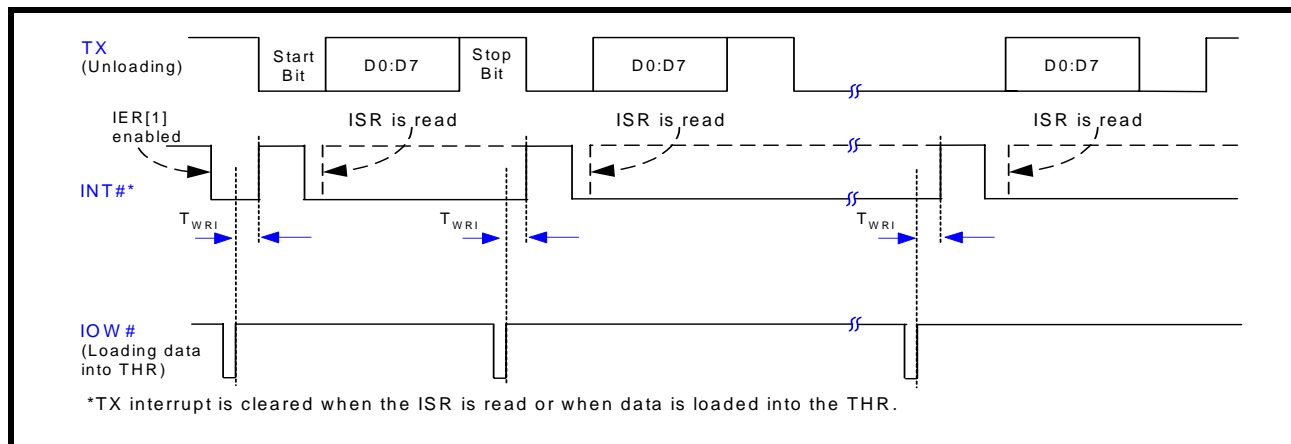 TX
(Unloading)
Start
Bit
D0:D7
Stop
Bit
D0:D7
D0:D7
IER[1]
enabled
ISR is read
ISR is read
ISR is read
INT#*
TWRI
TWRI
TWRI
IOW#
(Loading data
into THR)
*TX interrupt is cleared when the ISR is read or when data is loaded into the THR.